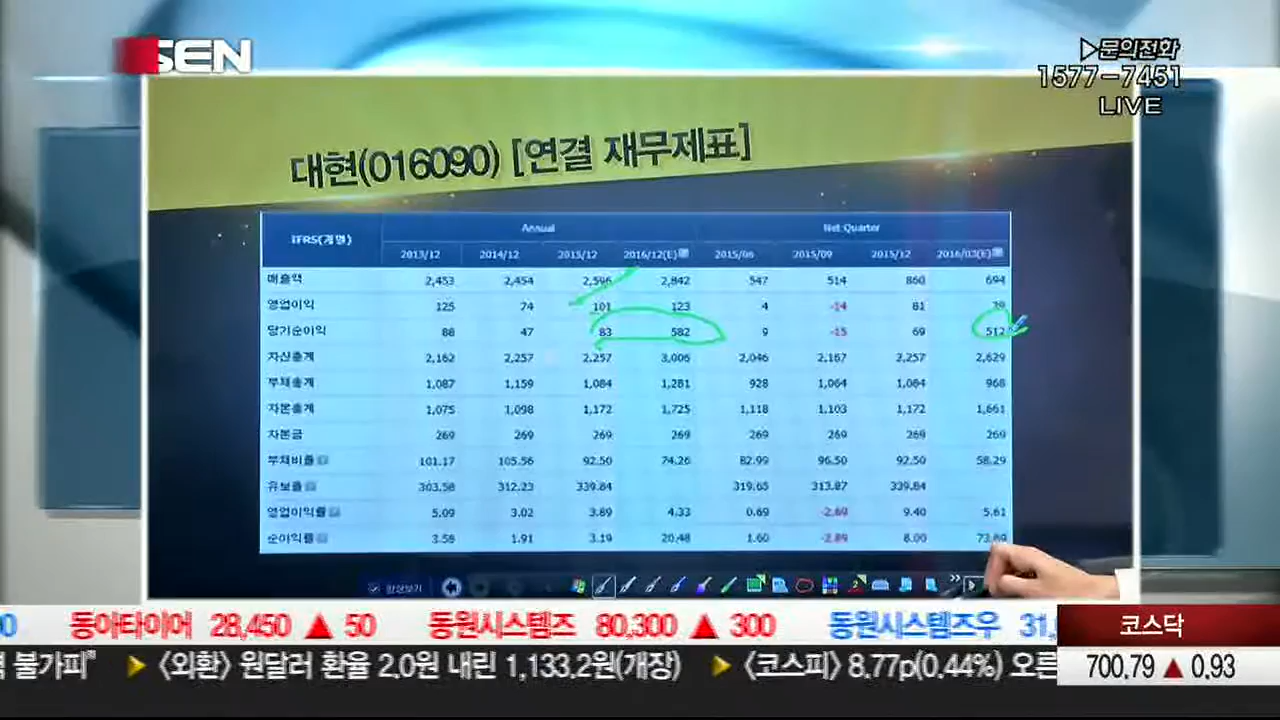 SEN
▶문의전화
1577-7451
LIVE
대현(016090) [연결 재무제표]
IFRS(개별) Annual Net Quarter
2013/12 2014/12 2015/12 2016/12(E) 2015/06 2015/09 2015/12 2016/03(E)
매출액 2,453 2,454 2,596 2,842 547 514 860 694
영업이익 125 74 101 123 4 -14 81 39
당기순이익 88 47 83 582 9 -15 69 512
자산총계 2,162 2,257 2,257 3,006 2,046 2,167 2,257 2,629
부채총계 1,087 1,159 1,084 1,281 928 1,064 1,084 968
자본총계 1,075 1,098 1,172 1,725 1,118 1,103 1,172 1,661
자본금 269 269 269 269 269 269 269 269
부채비율 101.17 105.56 92.50 74.26 82.99 96.50 92.50 58.29
유보율 303.58 312.23 339.84 319.65 313.87 339.84
영업이익률 5.09 3.02 3.89 4.33 0.69 -2.69 9.40 5.61
순이익률 3.58 1.91 3.19 20.48 1.60 -2.89 8.00
판서보기
동아타이어 28,450 ▲ 50 동원시스템즈 80,300 ▲ 300 동원시스템즈우 31,
코스닥
불가피" ▶ 〈외환〉 원달러 환율 2.0원 내린 1,133.2원(개장) ▶ 〈코스피〉 8.77p(0.44%) 오른
700.79 ▲ 0.93